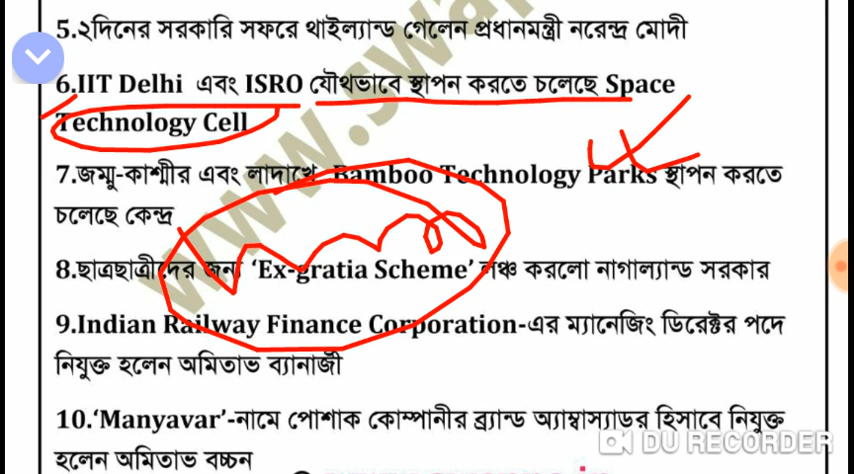 5.২দিনের সরকারি সফরে থাইল্যান্ড গেলেন প্রধানমন্ত্রী নরেন্দ্র মোদী
6.IIT Delhi এবং ISRO যৌথভাবে স্থাপন করতে চলেছে Space
Technology Cell
7.জম্মু-কাশ্মীর এবং লাদাখে Bamboo Technology Parks স্থাপন করতে
চলেছে কেন্দ্র
8.ছাত্রছাত্রীদের জন্য ‘Ex-gratia Scheme’ লঞ্চ করলো নাগাল্যান্ড সরকার
9.Indian Railway Finance Corporation-এর ম্যানেজিং ডিরেক্টর পদে
নিযুক্ত হলেন অমিতাভ ব্যানার্জী
10.‘Manyavar’-নামে পোশাক কোম্পানীর ব্র্যান্ড অ্যাম্বাস্যাডর হিসাবে নিযুক্ত
হলেন অমিতাভ বচ্চন
DU RECORDER